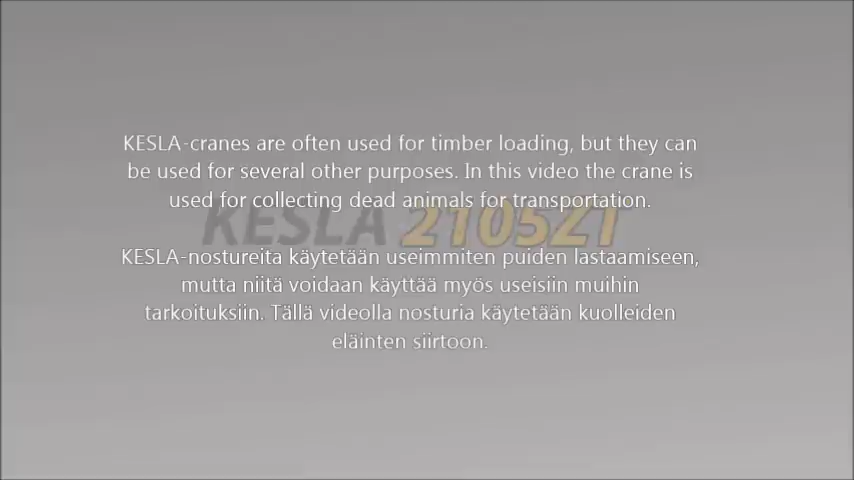 KESLA-cranes are often used for timber loading, but they can
be used for several other purposes. In this video the crane is
used for collecting dead animals for transportation.
KESLA 2105ZT
KESLA-nostureita käytetään useimmiten puiden lastaamiseen,
mutta niitä voidaan käyttää myös useisiin muihin
tarkoituksiin. Tällä videolla nosturia käytetään kuolleiden
eläinten siirtoon.